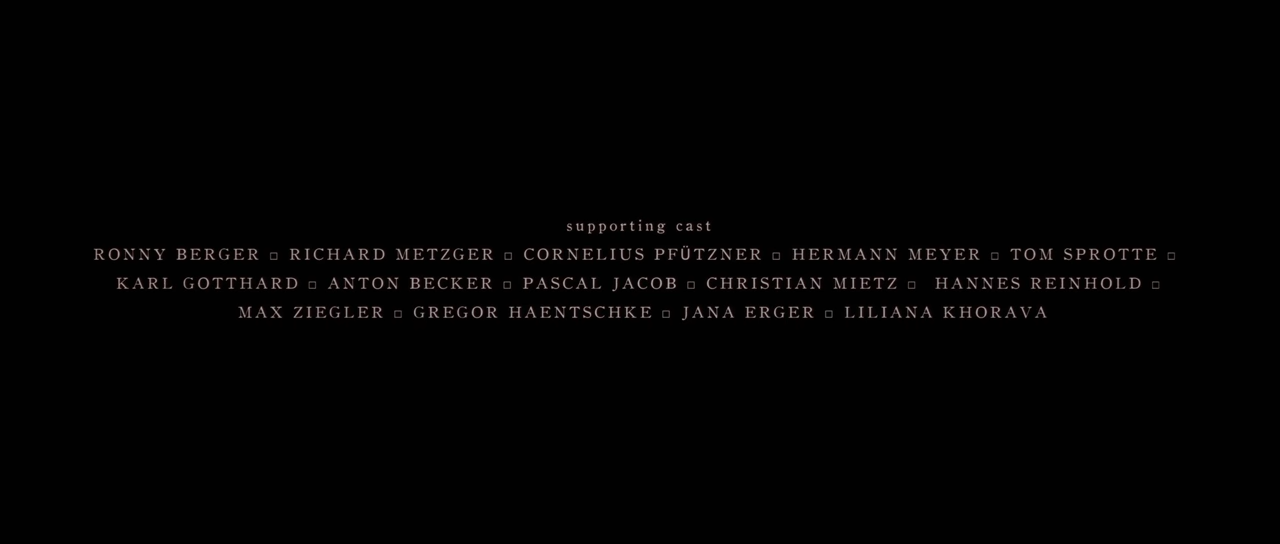 supporting cast
RONNY BERGER □ RICHARD METZGER □ CORNELIUS PFÜTZNER □ HERMANN MEYER □ TOM SPROTTE □
KARL GOTTHARD □ ANTON BECKER □ PASCAL JACOB □ CHRISTIAN MIETZ □ HANNES REINHOLD □
MAX ZIEGLER □ GREGOR HAENTSCHKE □ JANA ERGER □ LILIANA KHORAVA